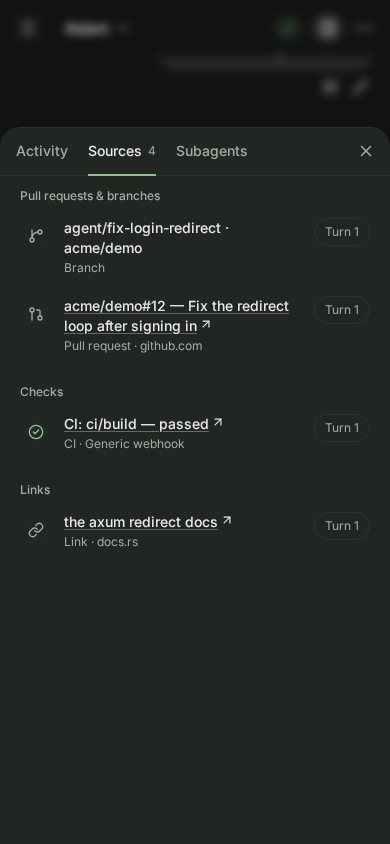 Adam
Activity
Sources 4
Subagents
Pull requests & branches
agent/fix-login-redirect ·
acme/demo
Branch
Turn 1
acme/demo#12 — Fix the redirect
loop after signing in
Pull request · github.com
Turn 1
Checks
CI: ci/build — passed
CI · Generic webhook
Turn 1
Links
the axum redirect docs
Link · docs.rs
Turn 1